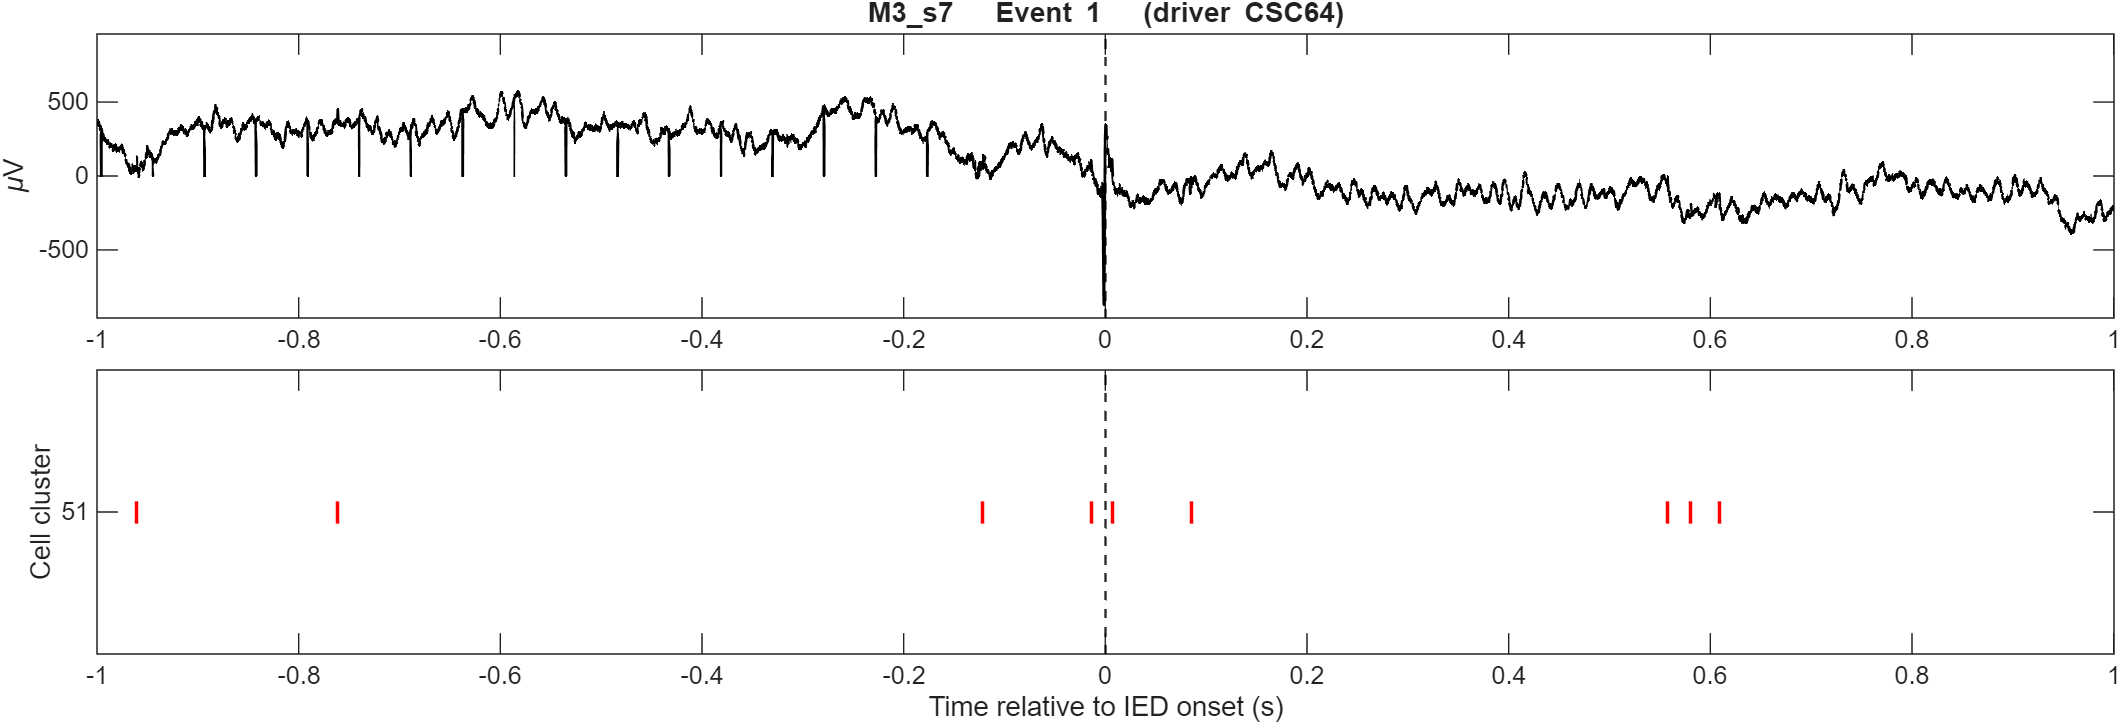 M3_s7 Event 1 (driver CSC64)
500
0
-500
µV
-1 -0.8 -0.6 -0.4 -0.2 0 0.2 0.4 0.6 0.8 1
51
Cell cluster
-1 -0.8 -0.6 -0.4 -0.2 0 0.2 0.4 0.6 0.8 1
Time relative to IED onset (s)